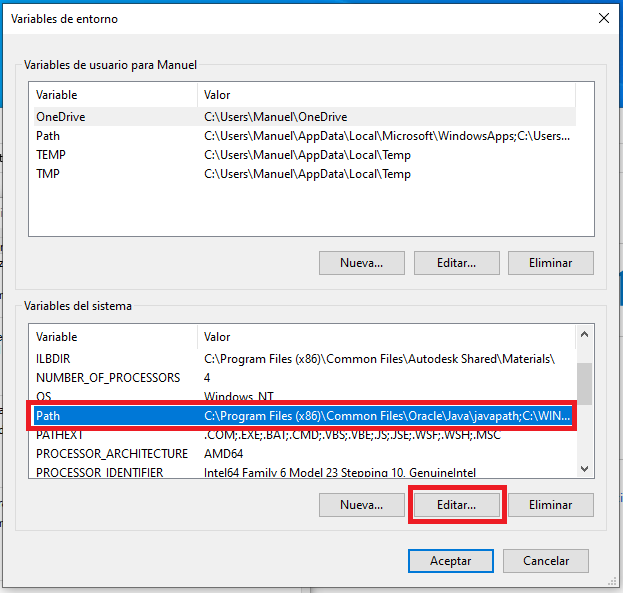 Variables de entorno
Variables de usuario para Manuel
Variable Valor
OneDrive C:\Users\Manuel\OneDrive
Path C:\Users\Manuel\AppData\Local\Microsoft\WindowsApps;C:\Users...
TEMP C:\Users\Manuel\AppData\Local\Temp
TMP C:\Users\Manuel\AppData\Local\Temp
Nueva... Editar... Eliminar
Variables del sistema
Variable Valor
ILBDIR C:\Program Files (x86)\Common Files\Autodesk Shared\Materials\
NUMBER_OF_PROCESSORS 4
OS Windows_NT
Path C:\Program Files (x86)\Common Files\Oracle\Java\javapath;C:\WIN...
PATHEXT .COM;.EXE;.BAT;.CMD;.VBS;.VBE;.JS;.JSE;.WSF;.WSH;.MSC
PROCESSOR_ARCHITECTURE AMD64
PROCESSOR_IDENTIFIER Intel64 Family 6 Model 23 Stepping 10, GenuineIntel
Nueva... Editar... Eliminar
Aceptar Cancelar